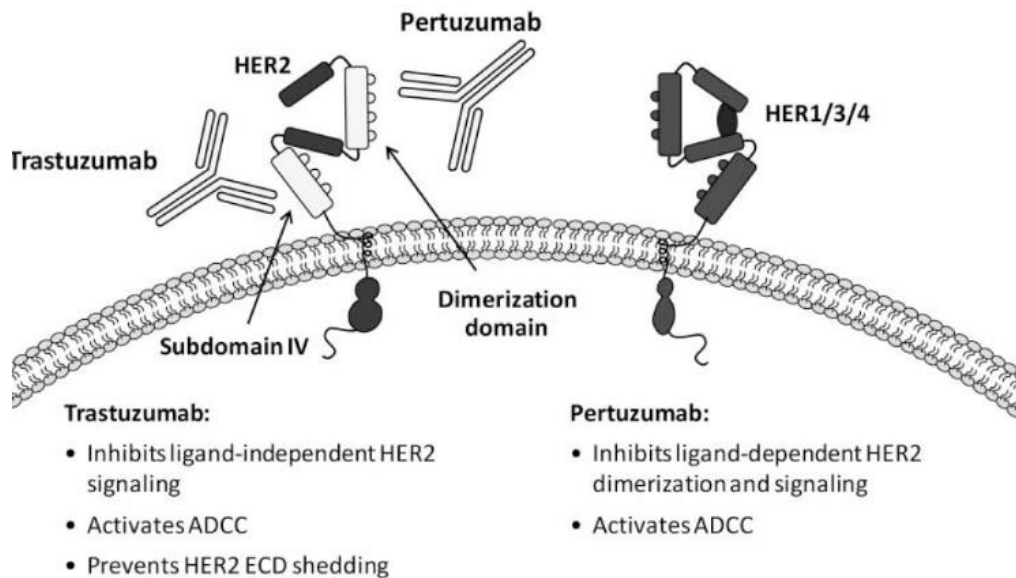 Pertuzumab
HER2
HER1/3/4
Trastuzumab
Dimerization
domain
Subdomain IV
Trastuzumab:
• Inhibits ligand-independent HER2
signaling
• Activates ADCC
• Prevents HER2 ECD shedding
Pertuzumab:
• Inhibits ligand-dependent HER2
dimerization and signaling
• Activates ADCC